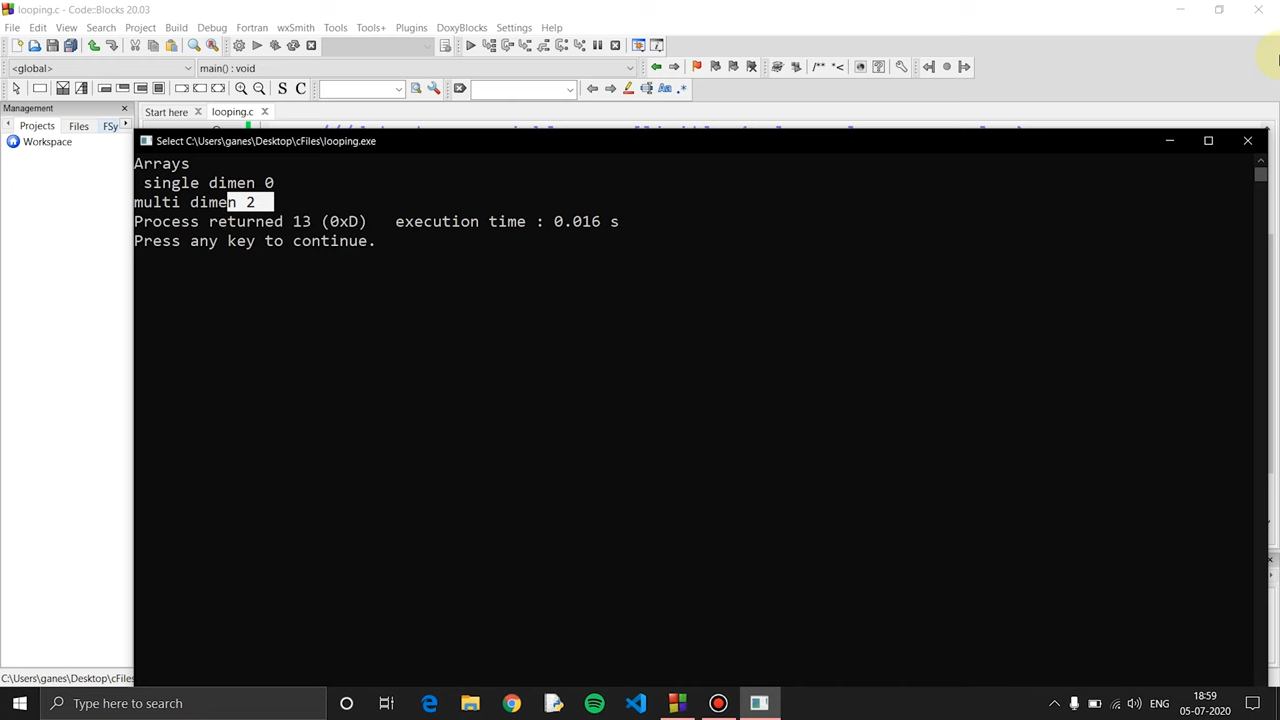 looping.c - Code::Blocks 20.03
File Edit View Search Project Build Debug Fortran wxSmith Tools Tools+ Plugins DoxyBlocks Settings Help
<global> main() : void
/** *<
S C Aa .*
Management
Start here looping.c
Projects Files FSy
Workspace
Select C:\Users\ganes\Desktop\cFiles\looping.exe
Arrays
single dimen 0
multi dimen 2
Process returned 13 (0xD) execution time : 0.016 s
Press any key to continue.
C:\Users\ganes\Desktop\cFiles
Type here to search
ENG
18:59
05-07-2020